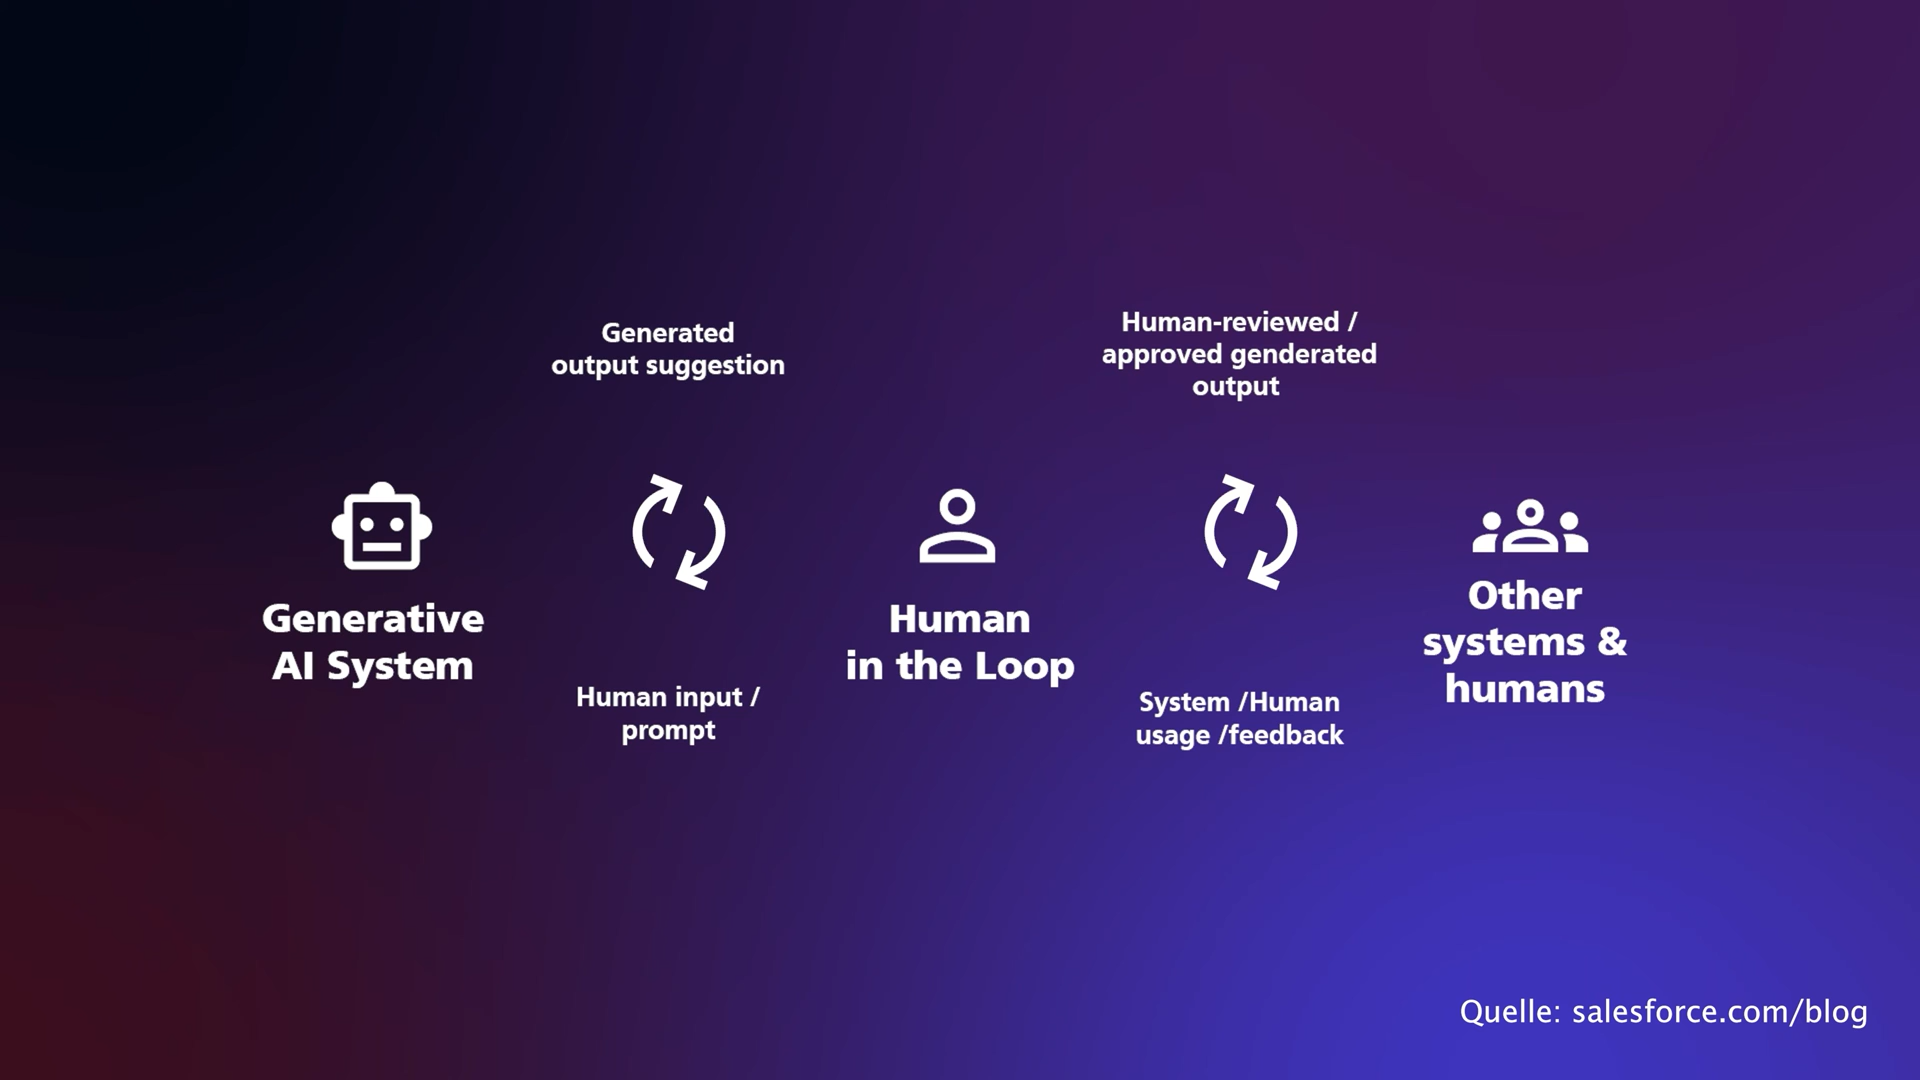 Generated
output suggestion
Human-reviewed /
approved genderated
output
Generative
AI System
Human
in the Loop
Other
systems &
humans
Human input /
prompt
System /Human
usage /feedback
Quelle: salesforce.com/blog